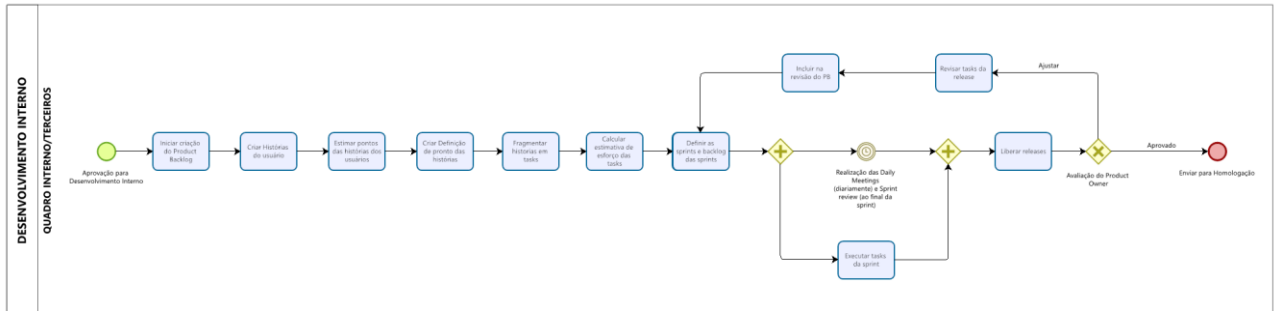 DESENVOLVIMENTO INTERNO
QUADRO INTERNO/TERCEIROS
Aprovação para
Desenvolvimento Interno
Iniciar criação
do Product
Backlog
Criar Histórias
do usuário
Estimar pontos
das histórias dos
usuários
Criar Definição
de pronto das
histórias
Fragmentar
historias em
tasks
Calcular
estimativa de
esforço das
tasks
Definir as
sprints e backlog
das sprints
Incluir na
revisão do PB
Revisar tasks da
release
Ajustar
Realização das Daily
Meetings
(diariamente) e Sprint
review (ao final da
sprint)
Executar tasks
da sprint
Liberar releases
Avaliação do Product
Owner
Aprovado
Enviar para Homologação